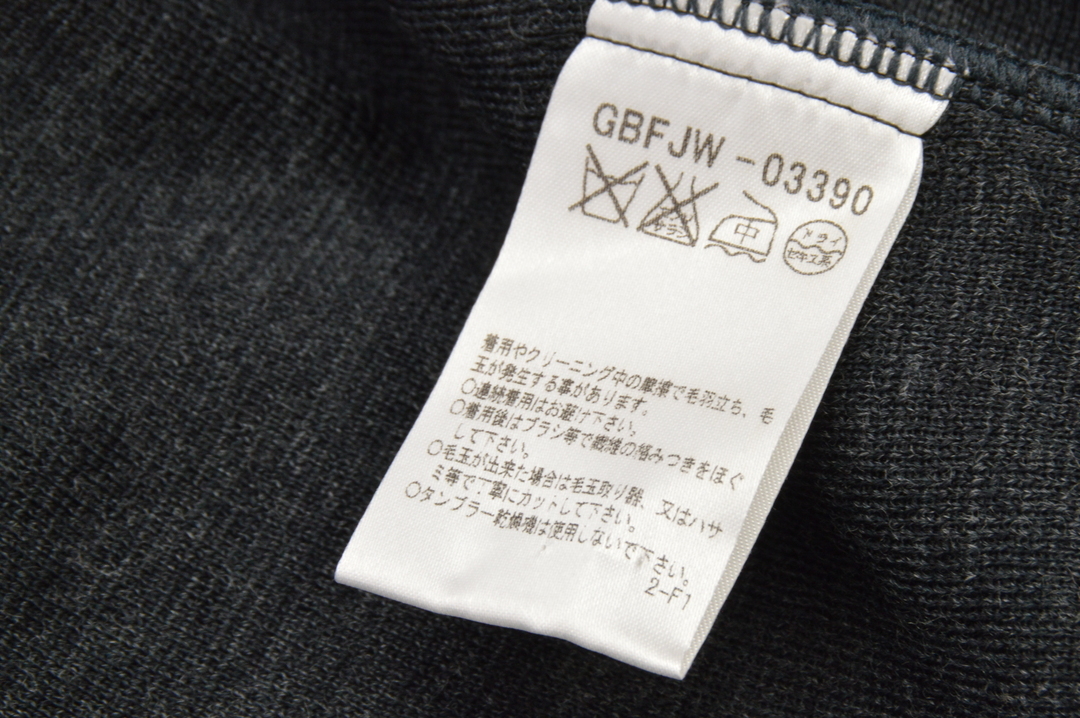 GBFJW-03390
サラシ 中 ドライ
セキユ系
着用やクリーニング中の摩擦で毛羽立ち、毛
玉が発生する事があります。
○連続着用はお避け下さい。
○着用後はブラシ等で繊維の絡みつきをほぐ
して下さい。
○毛玉が出来た場合は毛玉取り器、又はハサ
ミ等で丁寧にカットして下さい。
○タンブラー乾燥機は使用しないで下さい。
2-F1